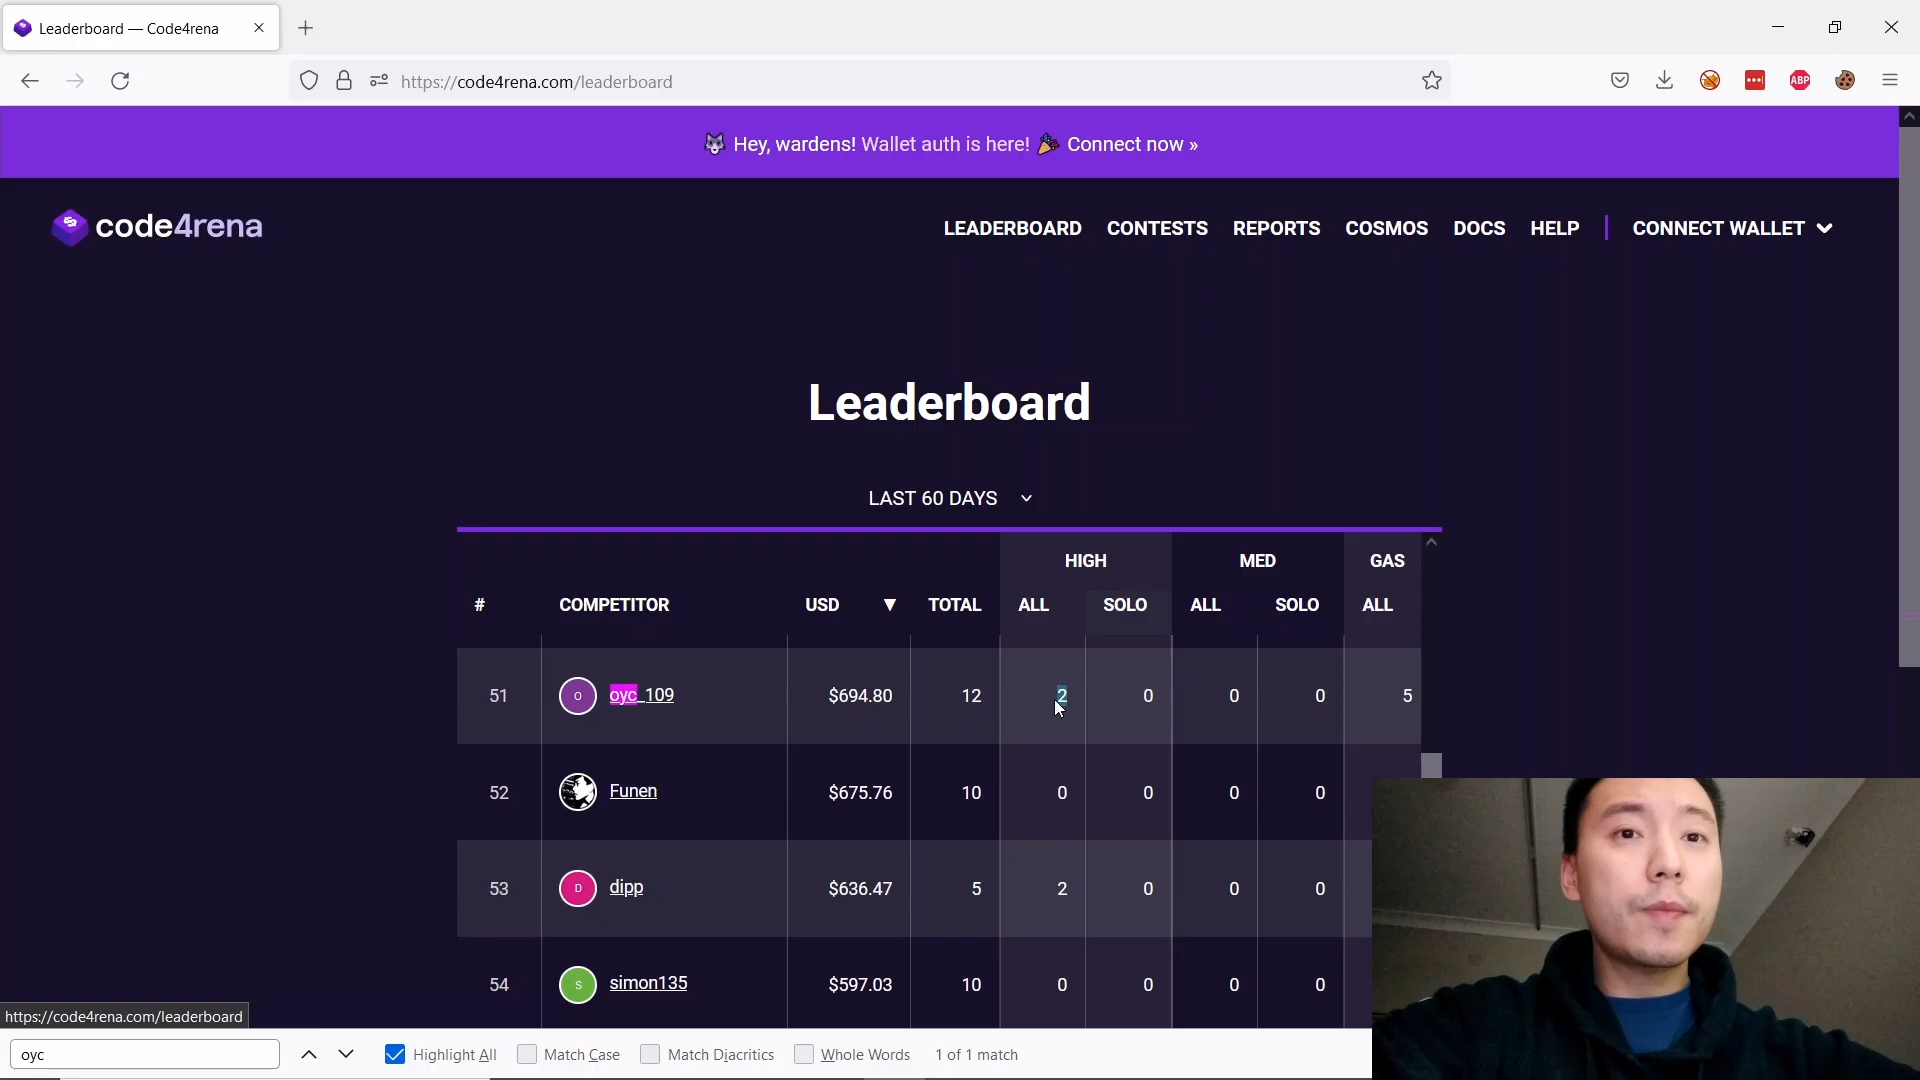 Leaderboard — Code4rena
https://code4rena.com/leaderboard
ABP
Hey, wardens! Wallet auth is here! Connect now »
code4rena
LEADERBOARD CONTESTS REPORTS COSMOS DOCS HELP CONNECT WALLET
Leaderboard
LAST 60 DAYS
HIGH MED GAS
# COMPETITOR USD ▼ TOTAL ALL SOLO ALL SOLO ALL
51 O oyc_109 $694.80 12 2 0 0 0 5
52 Funen $675.76 10 0 0 0 0
53 D dipp $636.47 5 2 0 0 0
54 S simon135 $597.03 10 0 0 0 0
https://code4rena.com/leaderboard
oyc Highlight All Match Case Match Diacritics Whole Words 1 of 1 match